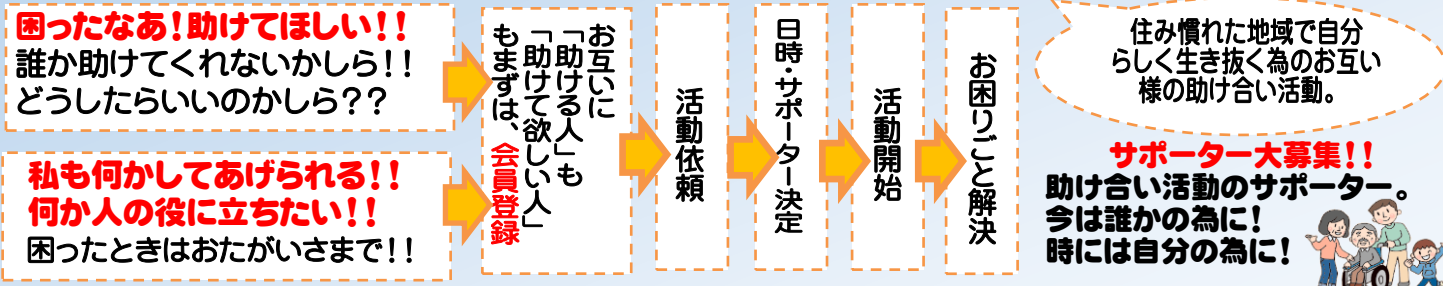 困ったなあ!助けてほしい!!
誰か助けてくれないかしら!!
どうしたらいいのかしら??
私も何かしてあげられる!!
何か人の役に立ちたい!!
困ったときはおたがいさまで!!
お互いに
「助ける人」も
「助けて欲しい人」
もまずは、会員登録
活動依頼
日時・サポーター決定
活動開始
お困りごと解決
住み慣れた地域で自分
らしく生き抜く為のお互い
様の助け合い活動。
サポーター大募集!!
助け合い活動のサポーター。
今は誰かの為に!
時には自分の為に!